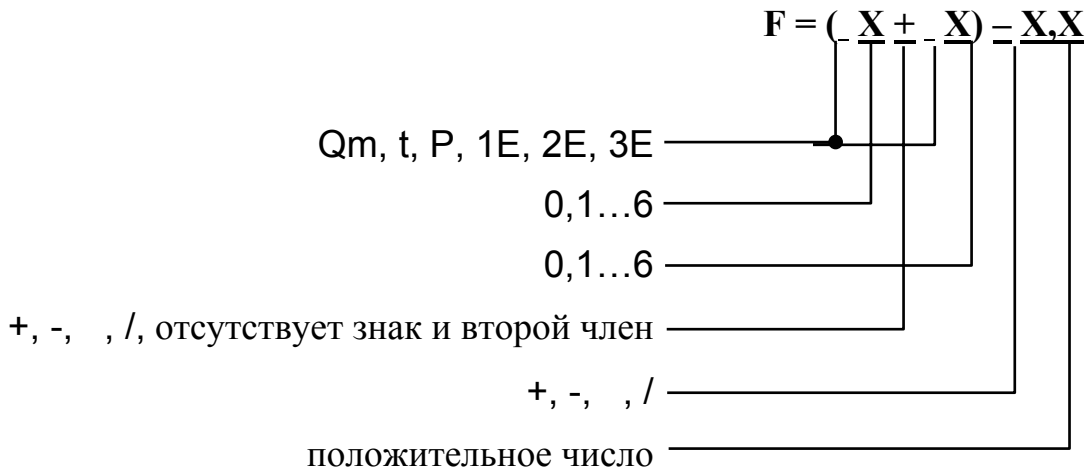 F = (_ X + _ X) – X,X
Qm, t, P, 1E, 2E, 3E
0,1…6
0,1…6
+, -, , /, отсутствует знак и второй член
+, -, , /
положительное число